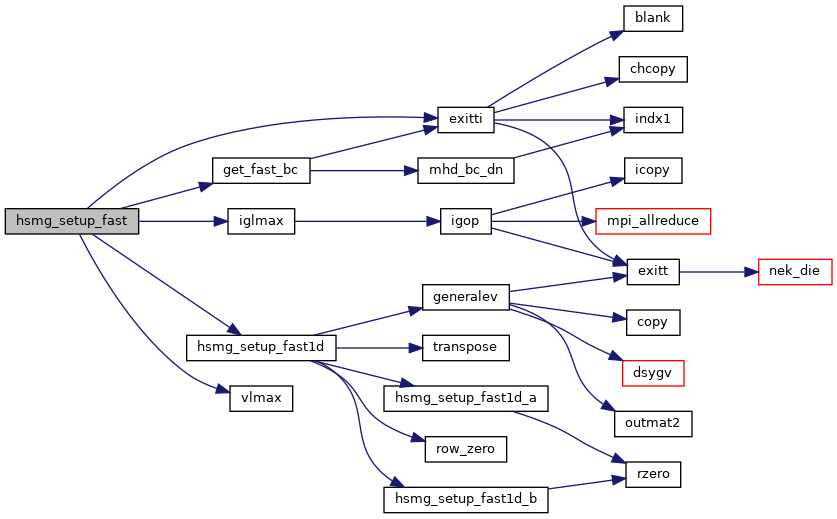 blank
chcopy
exitti
indx1
get_fast_bc
mhd_bc_dn
icopy
hsmg_setup_fast
iglmax
igop
mpi_allreduce
exitt
nek_die
generalev
copy
hsmg_setup_fast1d
transpose
dsygv
vlmax
hsmg_setup_fast1d_a
outmat2
row_zero
rzero
hsmg_setup_fast1d_b